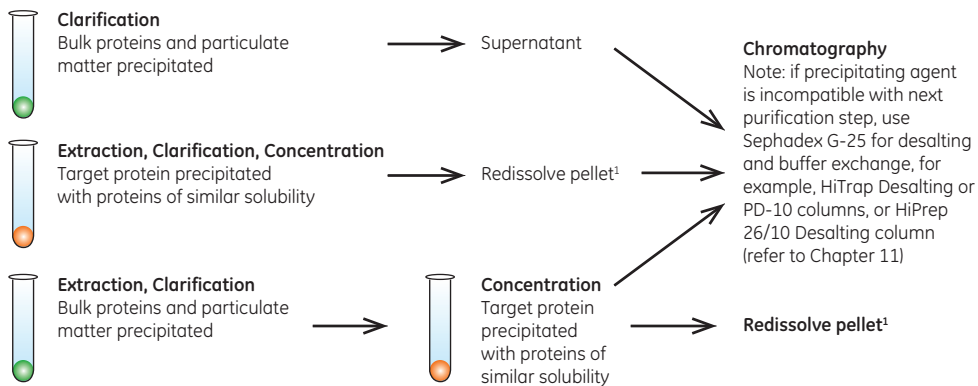 Clarification
Bulk proteins and particulate
matter precipitated
Supernatant
Extraction, Clarification, Concentration
Target protein precipitated
with proteins of similar solubility
Redissolve pellet¹
Extraction, Clarification
Bulk proteins and particulate
matter precipitated
Concentration
Target protein
precipitated
with proteins of
similar solubility
Chromatography
Note: if precipitating agent
is incompatible with next
purification step, use
Sephadex G-25 for desalting
and buffer exchange, for
example, HiTrap Desalting or
PD-10 columns, or HiPrep
26/10 Desalting column
(refer to Chapter 11)
Redissolve pellet¹